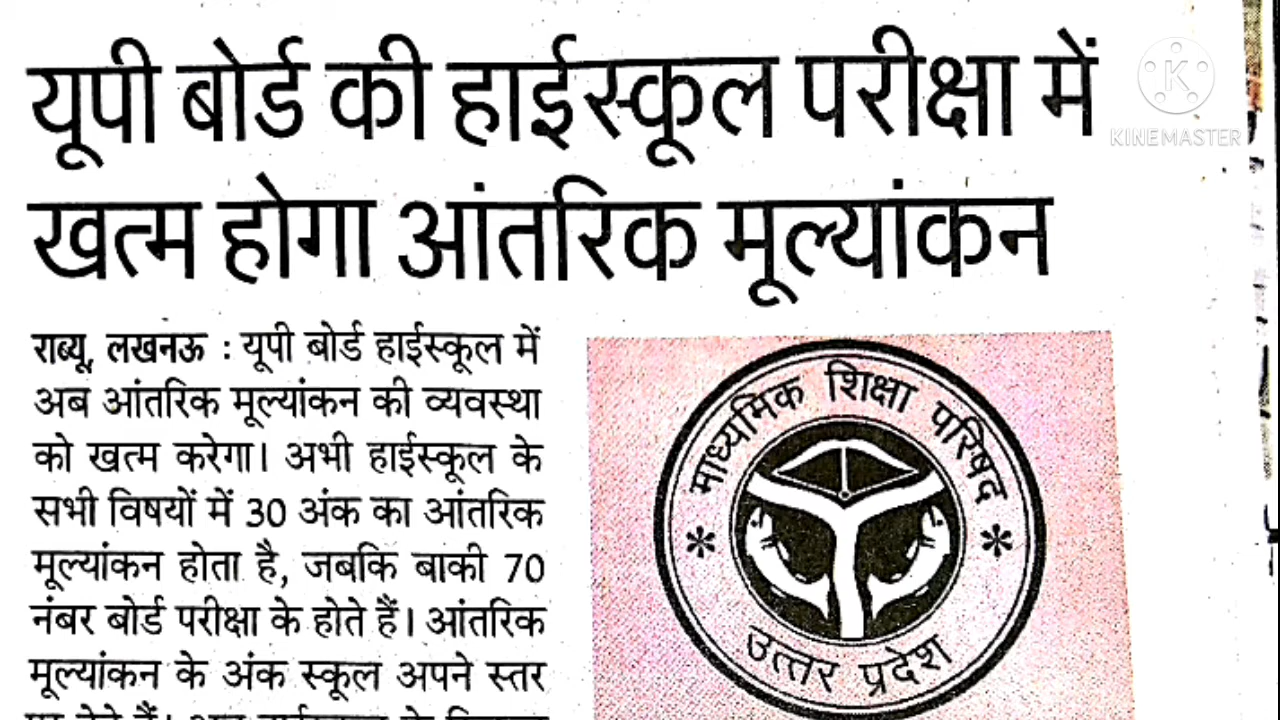 यूपी बोर्ड की हाईस्कूल परीक्षा में
खत्म होगा आंतरिक मूल्यांकन
KINEMASTER
राब्यू, लखनऊ : यूपी बोर्ड हाईस्कूल में
अब आंतरिक मूल्यांकन की व्यवस्था
को खत्म करेगा। अभी हाईस्कूल के
सभी विषयों में 30 अंक का आंतरिक
मूल्यांकन होता है, जबकि बाकी 70
नंबर बोर्ड परीक्षा के होते हैं। आंतरिक
मूल्यांकन के अंक स्कूल अपने स्तर
माध्यमिक शिक्षा परिषद
उत्तर प्रदेश